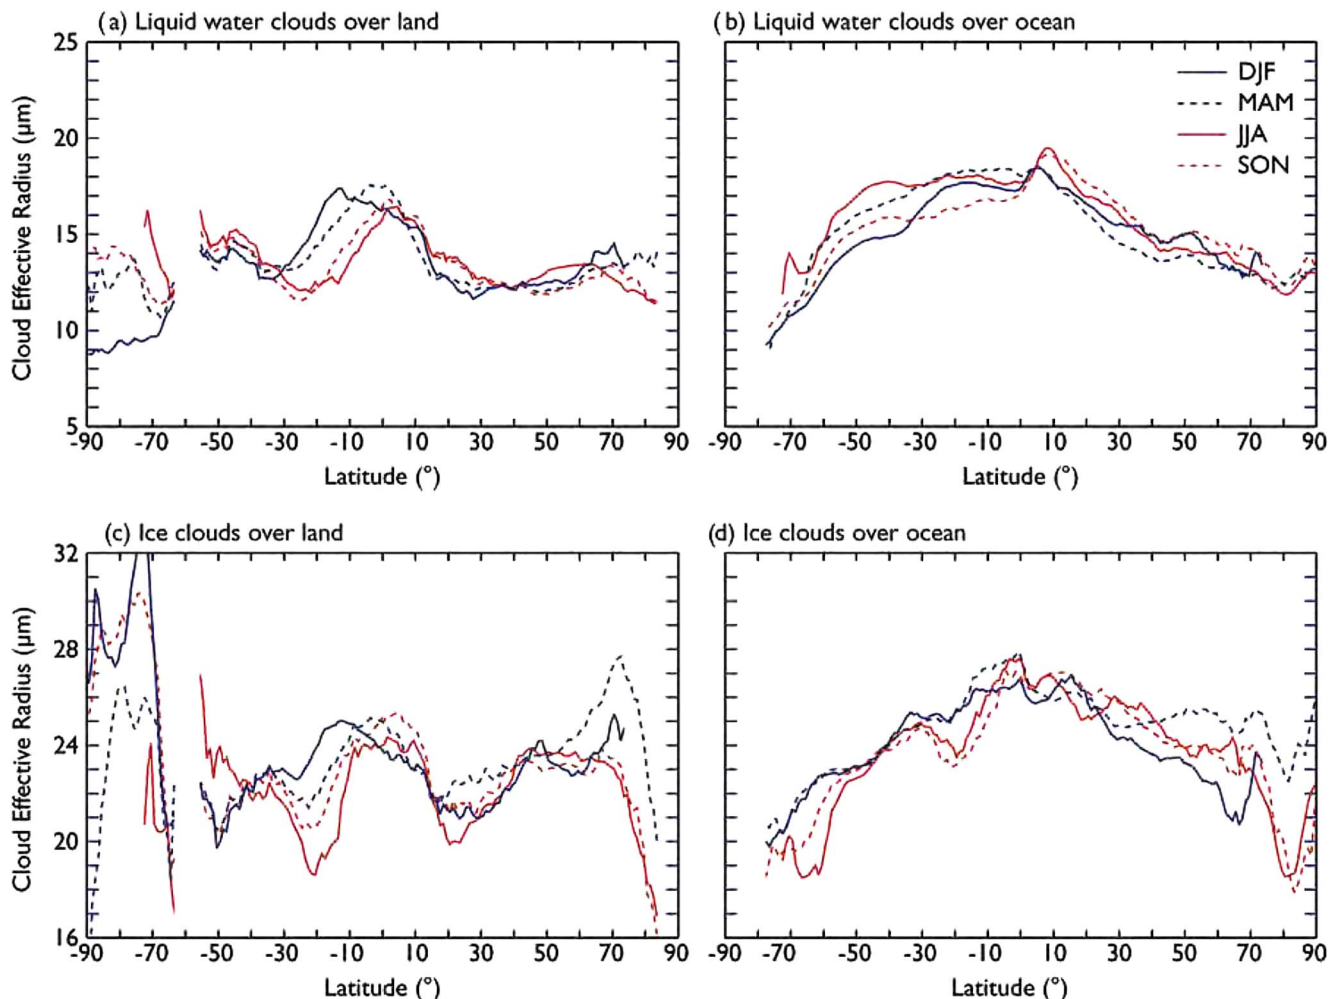 (a) Liquid water clouds over land
(b) Liquid water clouds over ocean
25
20
15
10
5
Cloud Effective Radius (µm)
-90 -70 -50 -30 -10 10 30 50 70 90
Latitude (°)
DJF
MAM
JJA
SON
-90 -70 -50 -30 -10 10 30 50 70 90
Latitude (°)
(c) Ice clouds over land
(d) Ice clouds over ocean
32
28
24
20
16
Cloud Effective Radius (µm)
-90 -70 -50 -30 -10 10 30 50 70 90
Latitude (°)
-90 -70 -50 -30 -10 10 30 50 70 90
Latitude (°)